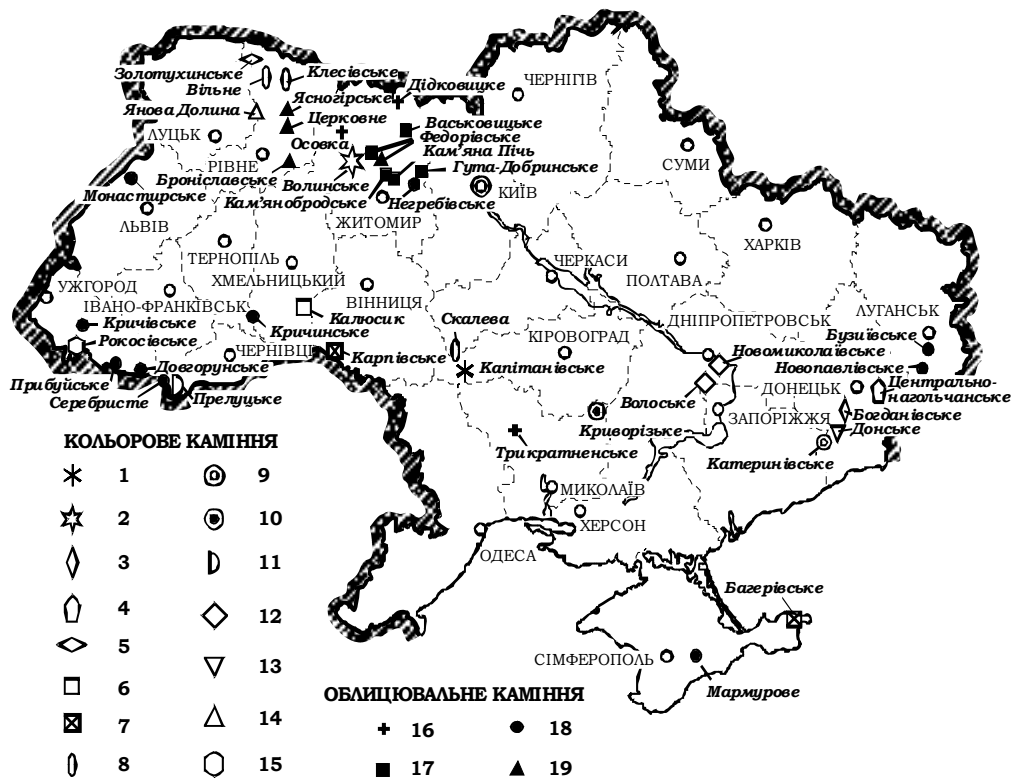 ЧЕРНІГІВ
Золотухинське
Клесівське
Вільне
Дідковицке
Ясногірське
Янова Долина
Церковне
Васьковицьке
ЛУЦЬК
Осовка
Федорівське
СУМИ
РІВНЕ
Кам'яна Піч
Гута-Добринське
Броніславське
Волинське
КИЇВ
Монастирське
Кам'янобродське
Негребівське
ЛЬВІВ
ЖИТОМИР
ХАРКІВ
ТЕРНОПІЛЬ
ЧЕРКАСИ
ХМЕЛЬНИЦЬКИЙ
ПОЛТАВА
УЖГОРОД
ВІННИЦЯ
ІВАНО-ФРАНКІВСЬК
ЛУГАНСЬК
Калюсик
Скалева
ДНІПРОПЕТРОВСЬК
Кричівське
Кричинське
КІРОВОГРАД
Бузиївське
Рокосівське
ЧЕРНІВЦІ
Карпівське
Новомиколаївське
Довгорунське
Капітанівське
Новопавлівське
Прибуйське
ДОНЕЦЬК
Центрально-
нагольчанське
Серебристе
Прелуцьке
Волоське
ЗАПОРІЖЖЯ
Богданівське
Криворізьке
Донське
КОЛЬОРОВЕ КАМІННЯ
Трикратненське
Катеринівське
1 9
МИКОЛАЇВ
2 10
ХЕРСОН
ОДЕСА
3 11
Багерівське
4 12
5
СІМФЕРОПОЛЬ
6 13
Мармурове
ОБЛИЦЮВАЛЬНЕ КАМІННЯ
7 14
16 18
8 15
17 19